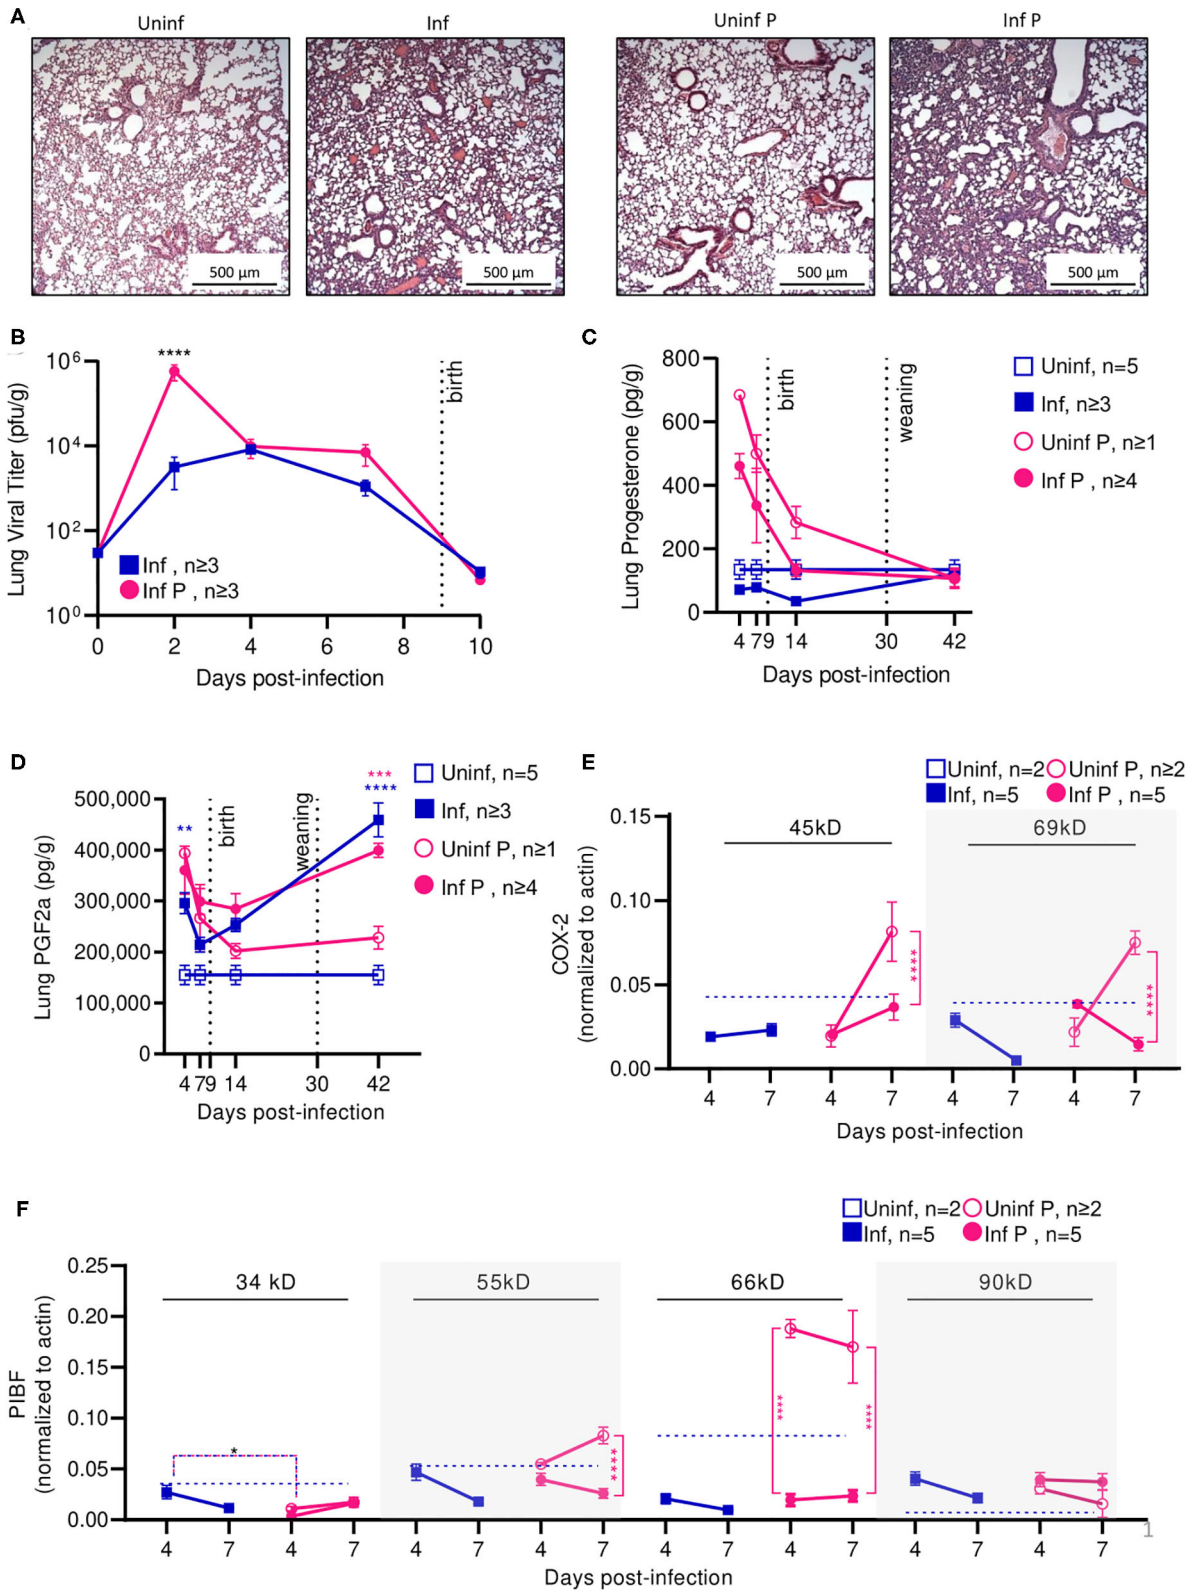 A
Uninf
Inf
Uninf P
Inf P
500 µm
500 µm
500 µm
500 µm
B
****
10⁶
10⁴
10²
10⁰
Lung Viral Titer (pfu/g)
birth
Inf , n≥3
Inf P , n≥3
0 2 4 6 8 10
Days post-infection
C
800
600
400
200
0
Lung Progesterone (pg/g)
birth
weaning
4 7 9 14 30 42
Days post-infection
Uninf, n=5
Inf, n≥3
Uninf P, n≥1
Inf P , n≥4
D
**
***
****
500,000
400,000
300,000
200,000
100,000
0
Lung PGF2a (pg/g)
birth
weaning
4 7 9 14 30 42
Days post-infection
Uninf, n=5
Inf, n≥3
Uninf P, n≥1
Inf P , n≥4
E
Uninf, n=2 Uninf P, n≥2
Inf, n=5 Inf P , n=5
0.15
0.10
0.05
0.00
COX-2
(normalized to actin)
45kD
69kD
****
****
4 7 4 7 4 7 4 7
Days post-infection
F
Uninf, n=2 Uninf P, n≥2
Inf, n=5 Inf P , n=5
0.25
0.20
0.15
0.10
0.05
0.00
PIBF
(normalized to actin)
34 kD
55kD
66kD
90kD
*
****
****
****
4 7 4 7 4 7 4 7 4 7 4 7 4 7 4 7
Days post-infection
1